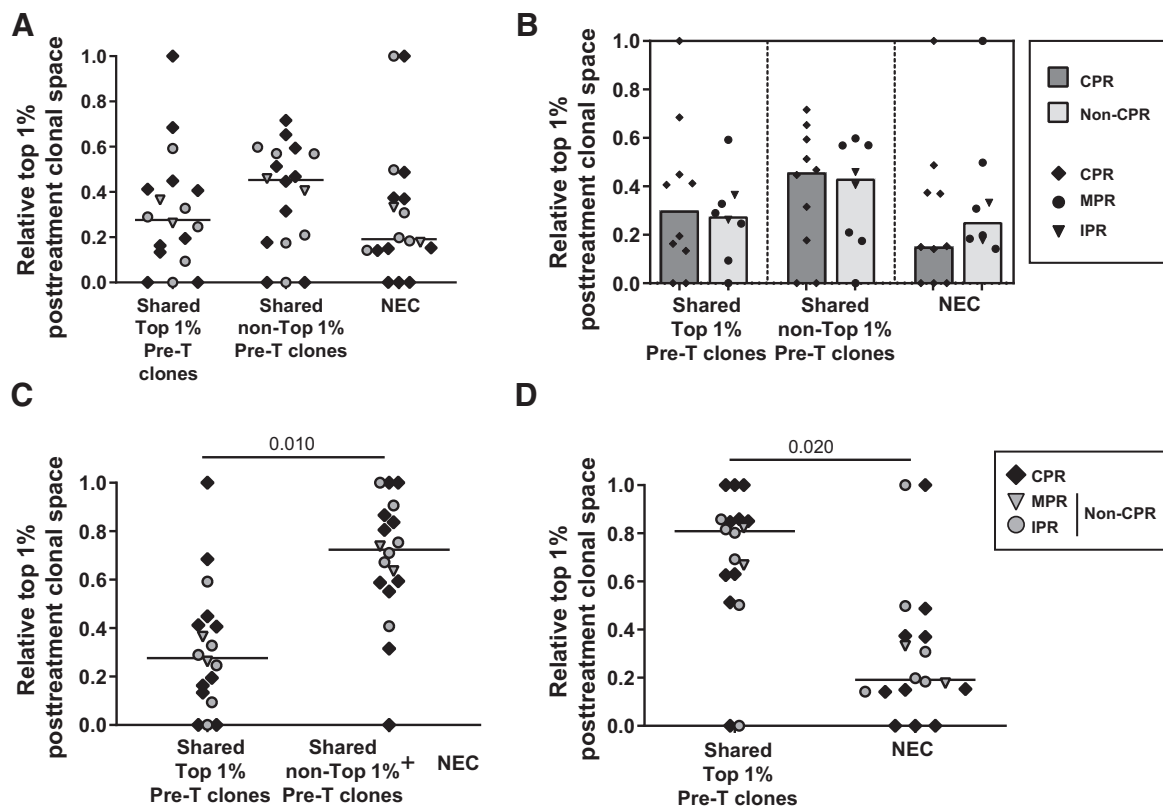 A
Relative top 1%
posttreatment clonal space
1.0
0.8
0.6
0.4
0.2
0.0
Shared
Top 1%
Pre-T
clones
Shared
non-Top 1%
Pre-T clones
NEC
B
Relative top 1%
posttreatment clonal space
1.0
0.8
0.6
0.4
0.2
0.0
Shared
Top 1%
Pre-T clones
Shared
non-Top 1%
Pre-T clones
NEC
CPR
Non-CPR
CPR
MPR
IPR
C
Relative top 1%
posttreatment clonal space
0.010
1.0
0.8
0.6
0.4
0.2
0.0
Shared
Top 1%
Pre-T clones
Shared
non-Top 1% + NEC
Pre-T clones
D
Relative top 1%
posttreatment clonal space
0.020
1.0
0.8
0.6
0.4
0.2
0.0
Shared
Top 1%
Pre-T clones
NEC
CPR
MPR
IPR
Non-CPR